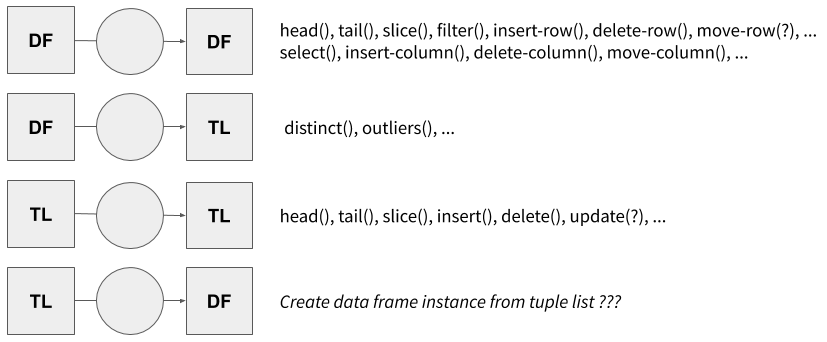 DF DF head(), tail(), slice(), filter(), insert-row(), delete-row(), move-row(?), ...
select(), insert-column(), delete-column(), move-column(), ...
DF TL distinct(), outliers(), ...
TL TL head(), tail(), slice(), insert(), delete(), update(?), ...
TL DF Create data frame instance from tuple list ???